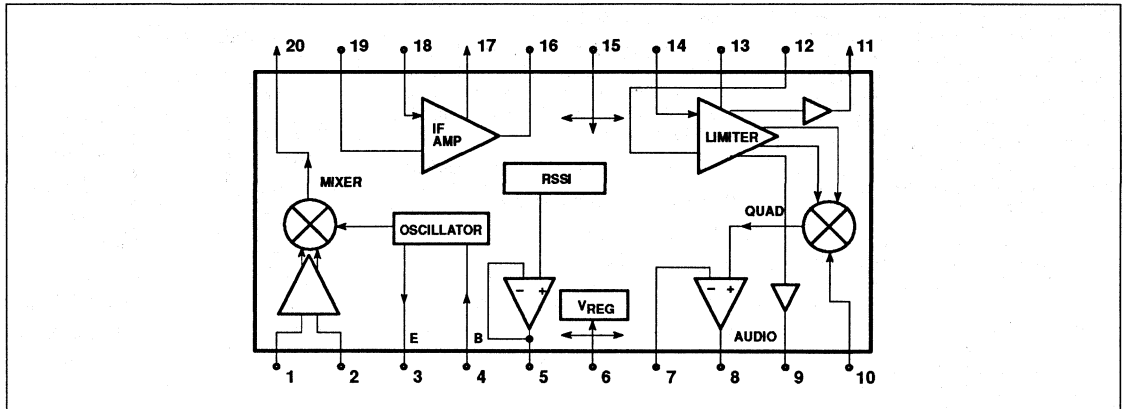 20 19 18 17 16 15 14 13 12 11
IF
AMP
LIMITER
RSSI
MIXER
QUAD
OSCILLATOR
- +
VREG
- +
E B
AUDIO
1 2 3 4 5 6 7 8 9 10